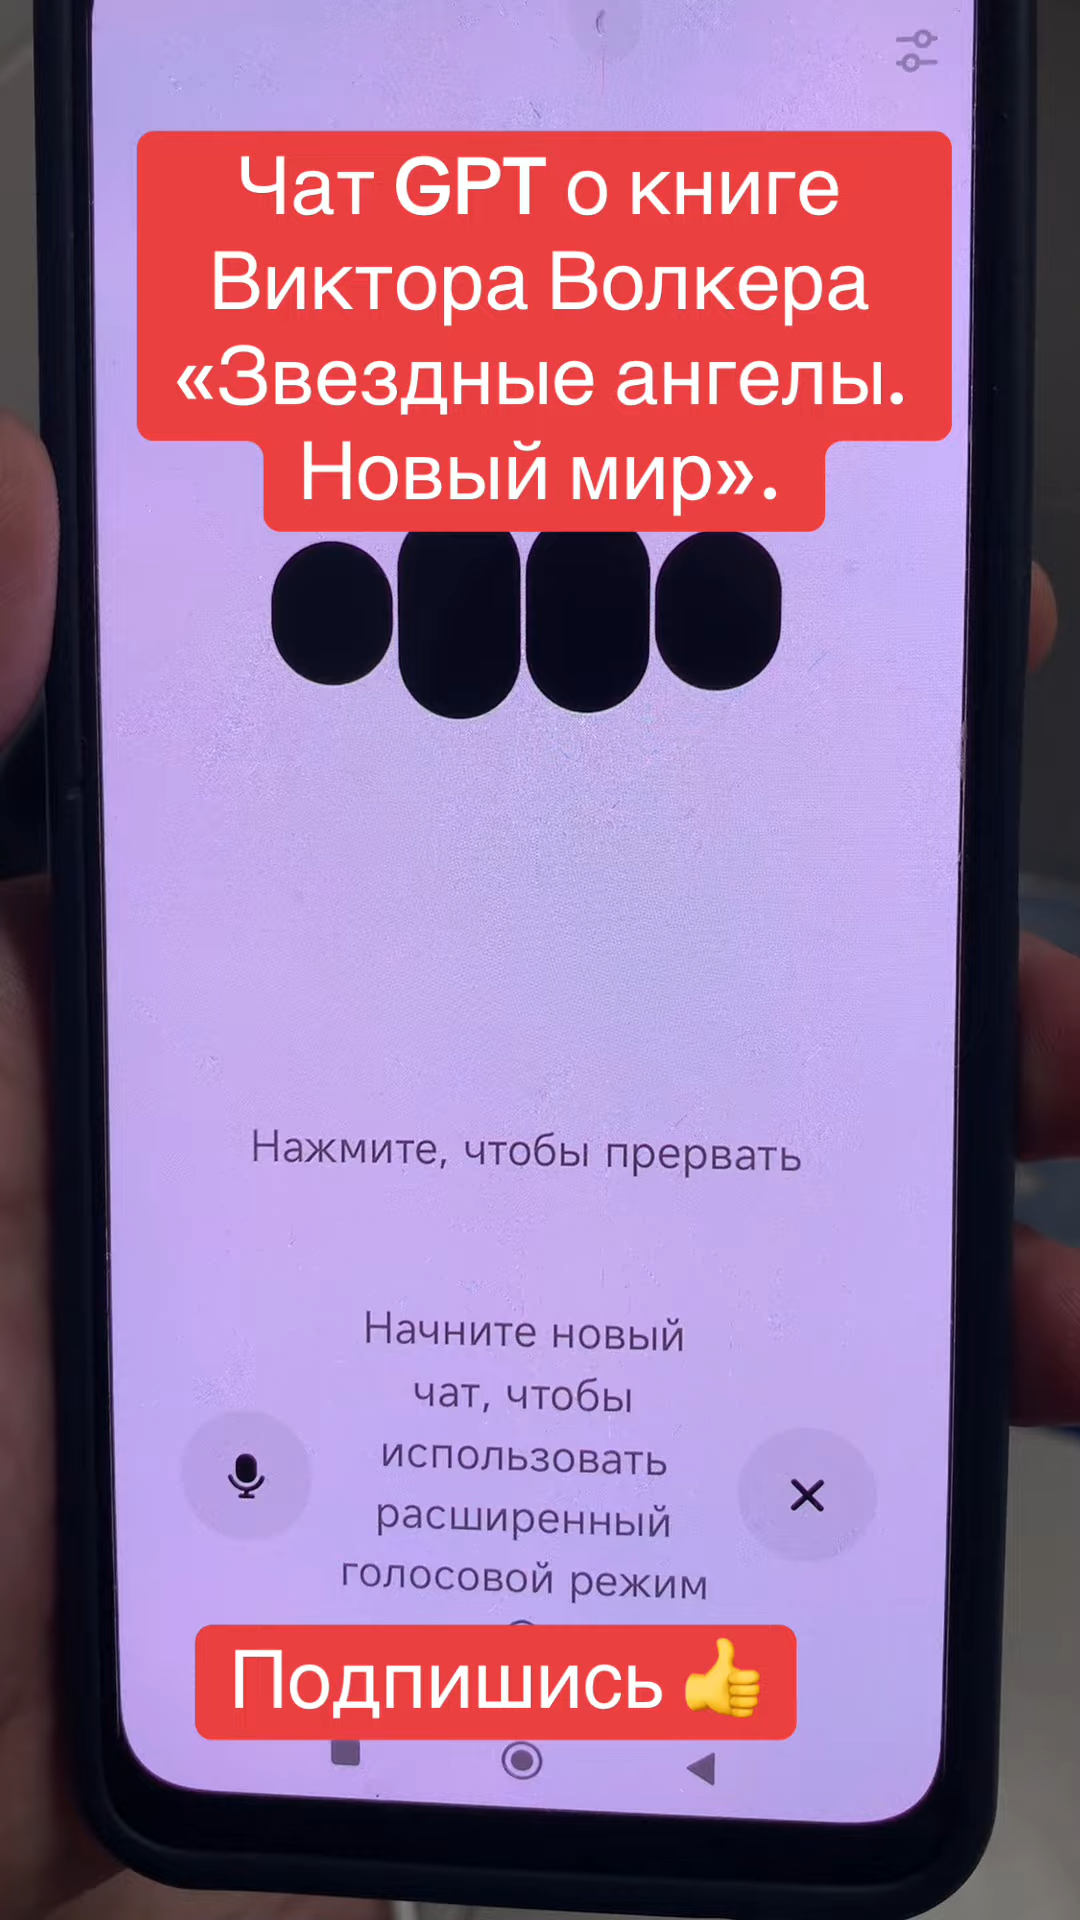 Чат GPT о книге
Виктора Волкера
«Звездные ангелы.
Новый мир».
Нажмите, чтобы прервать
Начните новый
чат, чтобы
использовать
расширенный
голосовой режим
Подпишись 👍